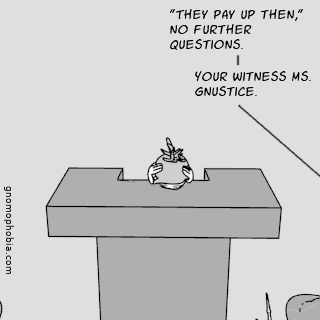 "THEY PAY UP THEN,"
NO FURTHER
QUESTIONS.
YOUR WITNESS MS.
GNUSTICE.
gnomophobia.com